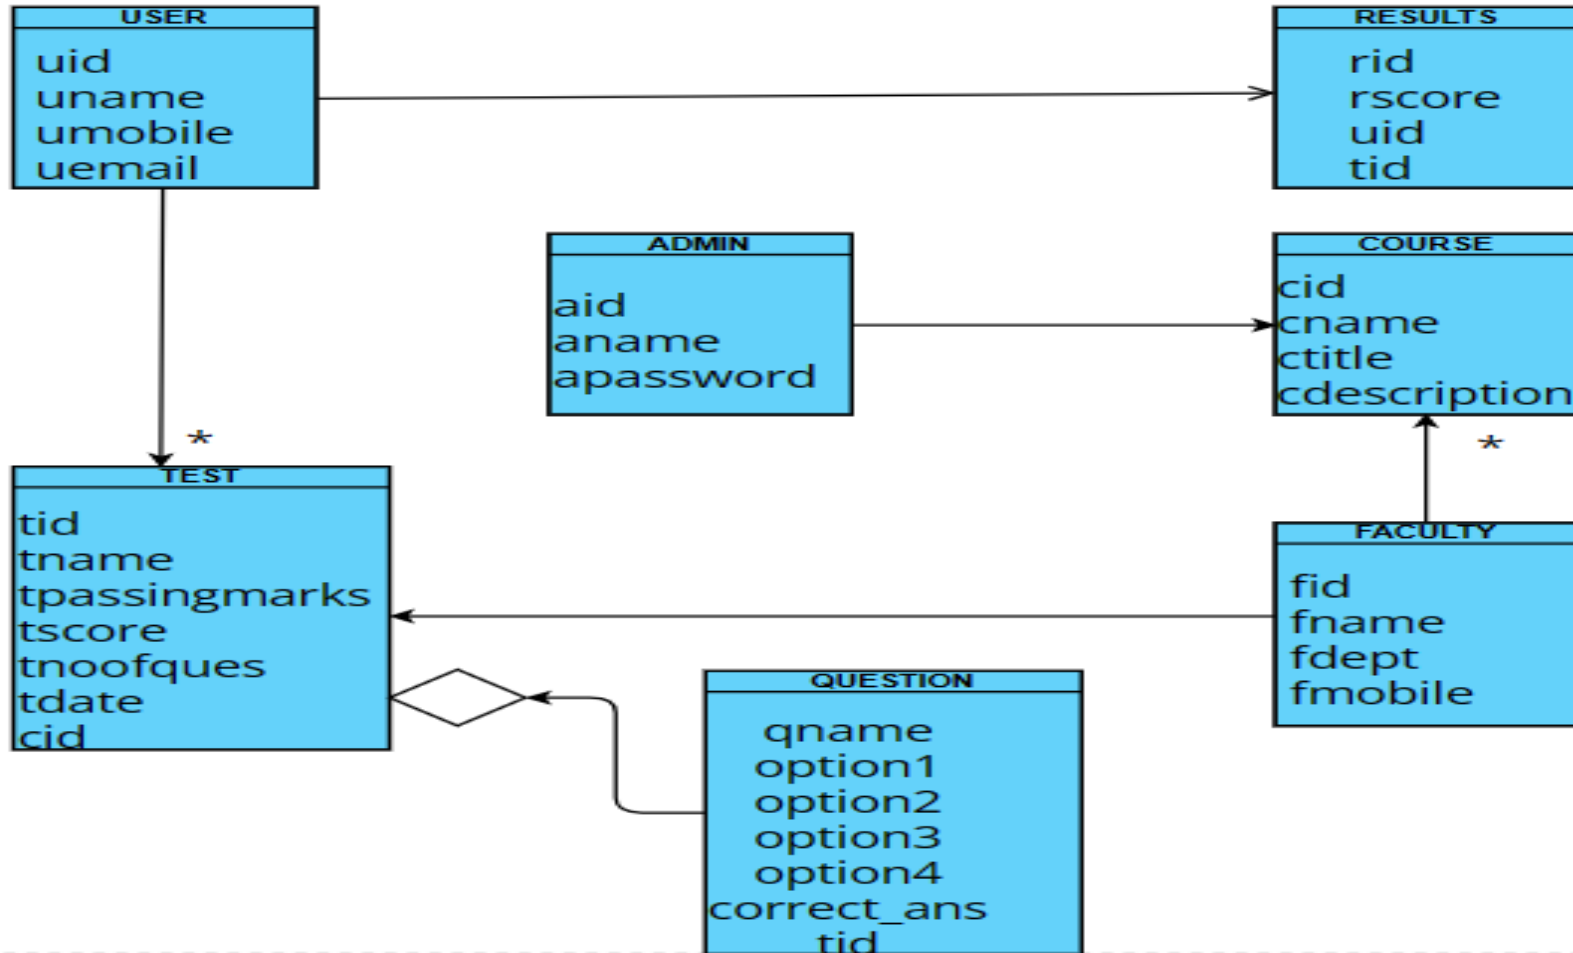 USER
uid
uname
umobile
uemail
RESULTS
rid
rscore
uid
tid
ADMIN
aid
aname
apassword
COURSE
cid
cname
ctitle
cdescription
*
*
TEST
tid
tname
tpassingmarks
tscore
tnoofques
tdate
cid
FACULTY
fid
fname
fdept
fmobile
QUESTION
qname
option1
option2
option3
option4
correct_ans
tid